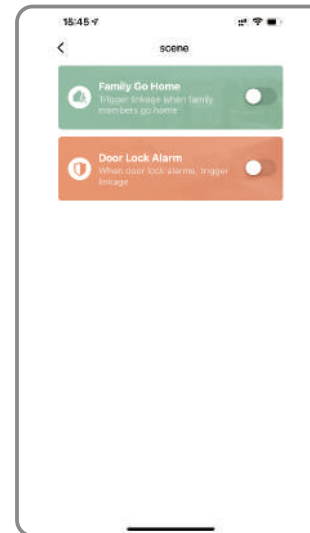 15:45
scene
Family Go Home
Trigger linkage when family
members go home
Door Lock Alarm
When door lock alarms, trigger
linkage